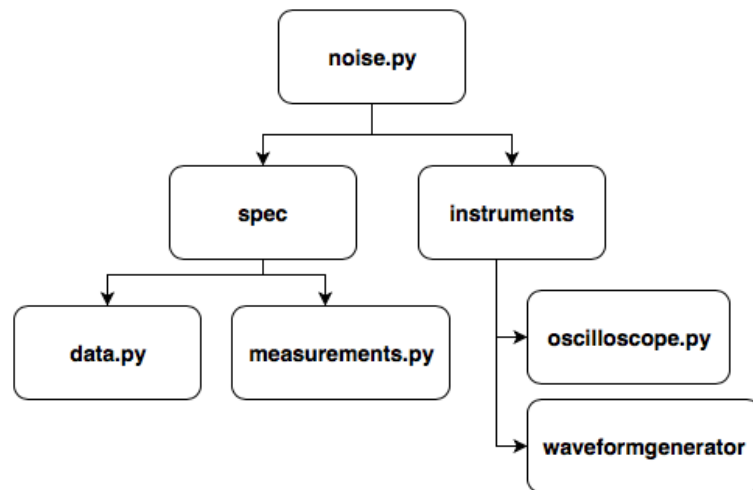 noise.py
spec
instruments
data.py
measurements.py
oscilloscope.py
waveformgenerator